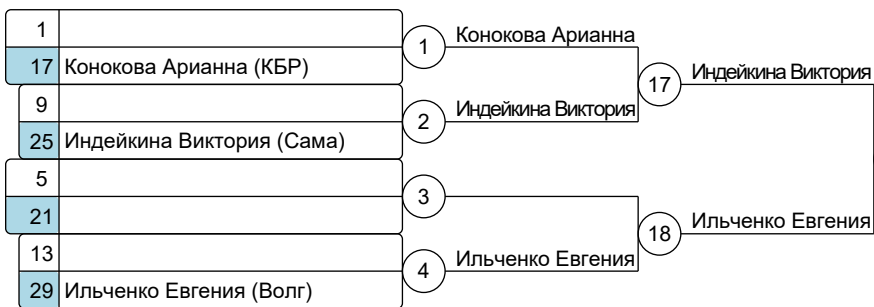 1
17 Конокова Арианна (КБР)
9
25 Индейкина Виктория (Сама)
5
21
13
29 Ильченко Евгения (Волг)
1
2
3
4
Конокова Арианна
Индейкина Виктория
Ильченко Евгения
17
18
Индейкина Виктория
Ильченко Евгения